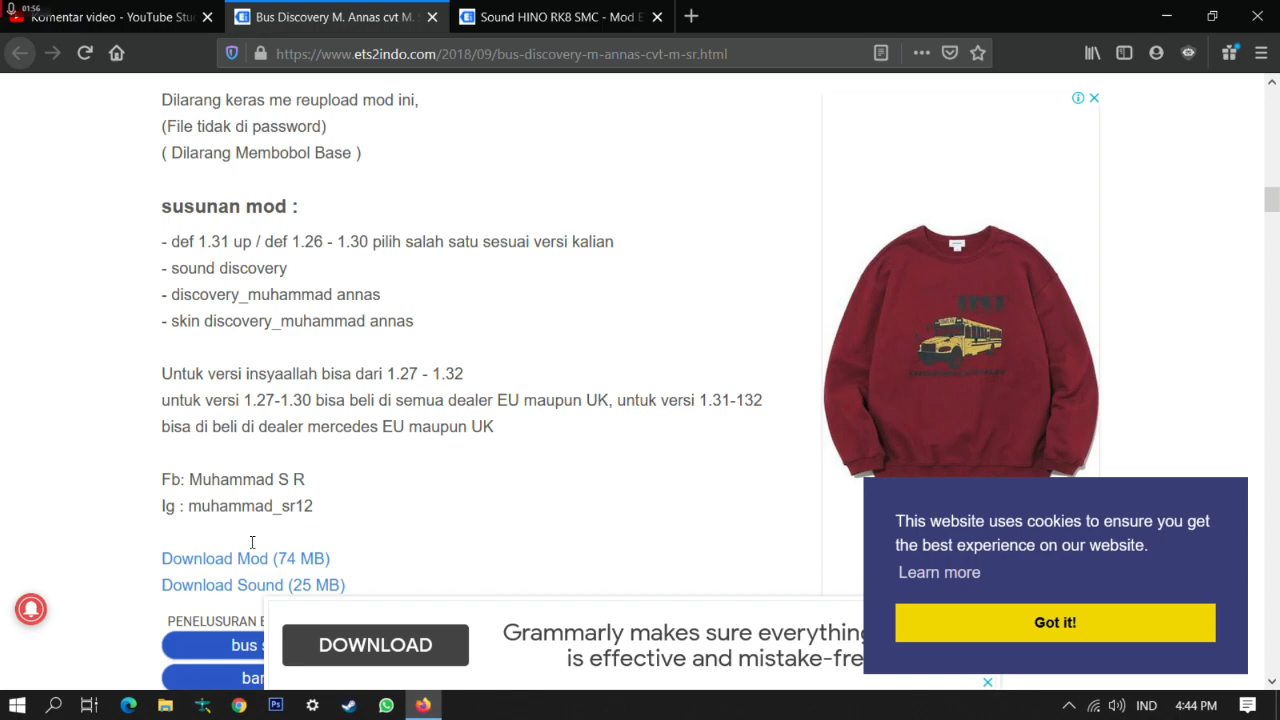 01:56
Komentar video - YouTube Stu
Bus Discovery M. Annas cvt M.
Sound HINO RK8 SMC - Mod E
https://www.ets2indo.com/2018/09/bus-discovery-m-annas-cvt-m-sr.html
Dilarang keras me reupload mod ini,
(File tidak di password)
( Dilarang Membobol Base )
susunan mod :
- def 1.31 up / def 1.26 - 1.30 pilih salah satu sesuai versi kalian
- sound discovery
- discovery_muhammad annas
- skin discovery_muhammad annas
Untuk versi insyaallah bisa dari 1.27 - 1.32
untuk versi 1.27-1.30 bisa beli di semua dealer EU maupun UK, untuk versi 1.31-132
bisa di beli di dealer mercedes EU maupun UK
Fb: Muhammad S R
Ig : muhammad_sr12
Download Mod (74 MB)
Download Sound (25 MB)
PENELUSURAN
bus
bar
This website uses cookies to ensure you get
the best experience on our website.
Learn more
Got it!
DOWNLOAD
Grammarly makes sure everything
is effective and mistake-fre
Ps
IND
4:44 PM